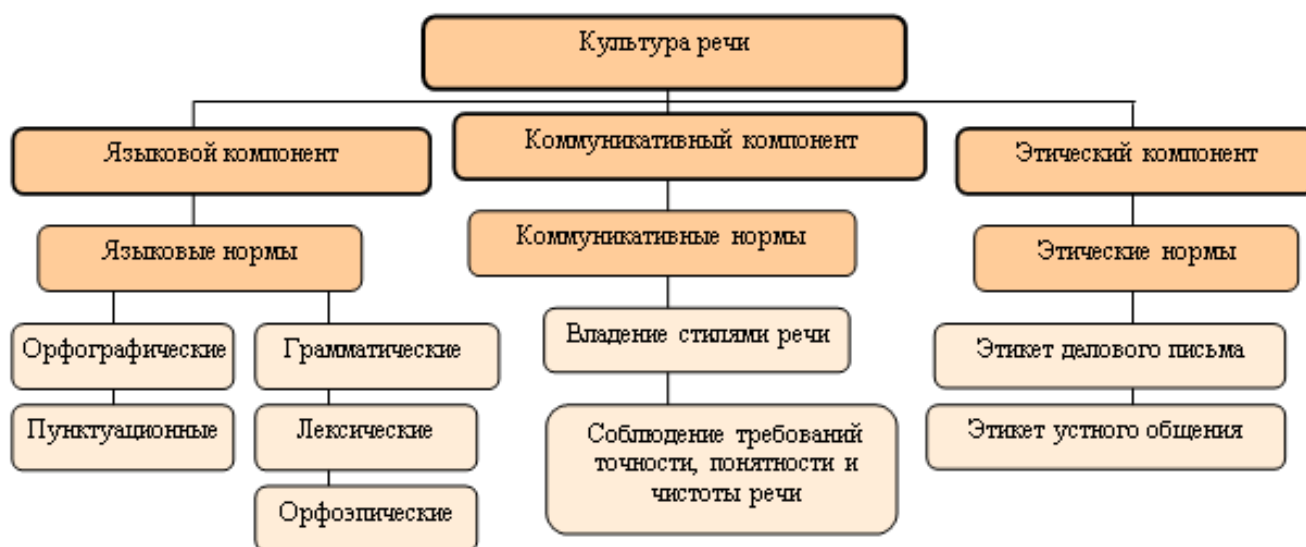 Культура речи
Языковой компонент
Коммуникативный компонент
Этический компонент
Языковые нормы
Коммуникативные нормы
Этические нормы
Орфографические
Грамматические
Владение стилями речи
Этикет делового письма
Пунктуационные
Лексические
Соблюдение требований
точности, понятности и
чистоты речи
Этикет устного общения
Орфоэпические